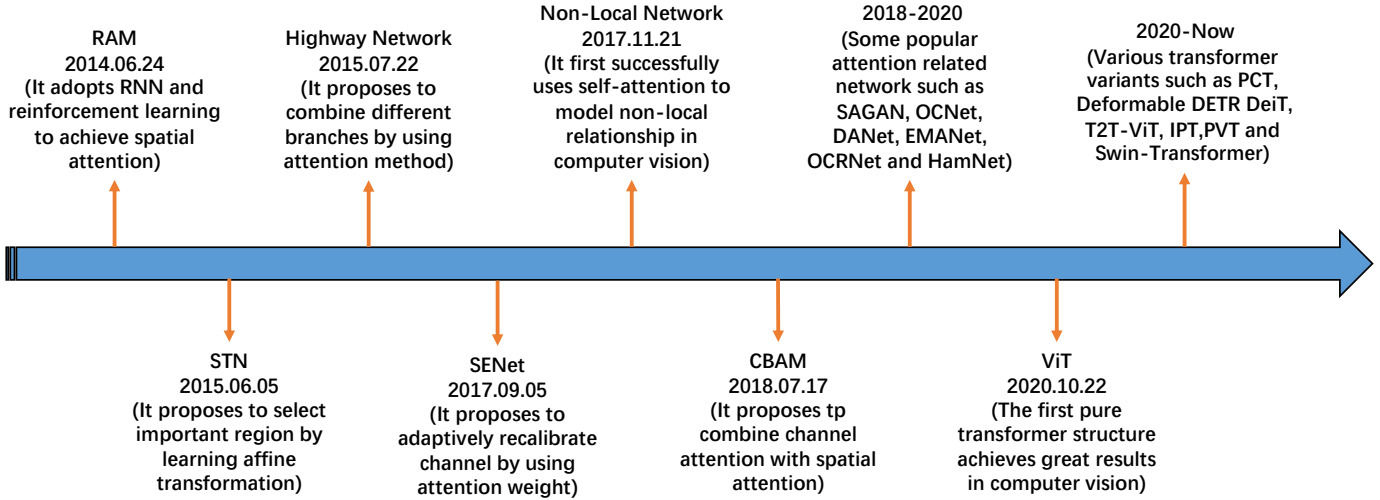 RAM
2014.06.24
(It adopts RNN and
reinforcement learning
to achieve spatial
attention)
Highway Network
2015.07.22
(It proposes to
combine different
branches by using
attention method)
Non-Local Network
2017.11.21
(It first successfully
uses self-attention to
model non-local
relationship in
computer vision)
2018-2020
(Some popular
attention related
network such as
SAGAN, OCNet,
DANet, EMANet,
OCRNet and HamNet)
2020-Now
(Various transformer
variants such as PCT,
Deformable DETR DeiT,
T2T-ViT, IPT,PVT and
Swin-Transformer)
STN
2015.06.05
(It proposes to select
important region by
learning affine
transformation)
SENet
2017.09.05
(It proposes to
adaptively recalibrate
channel by using
attention weight)
CBAM
2018.07.17
(It proposes tp
combine channel
attention with spatial
attention)
ViT
2020.10.22
(The first pure
transformer structure
achieves great results
in computer vision)